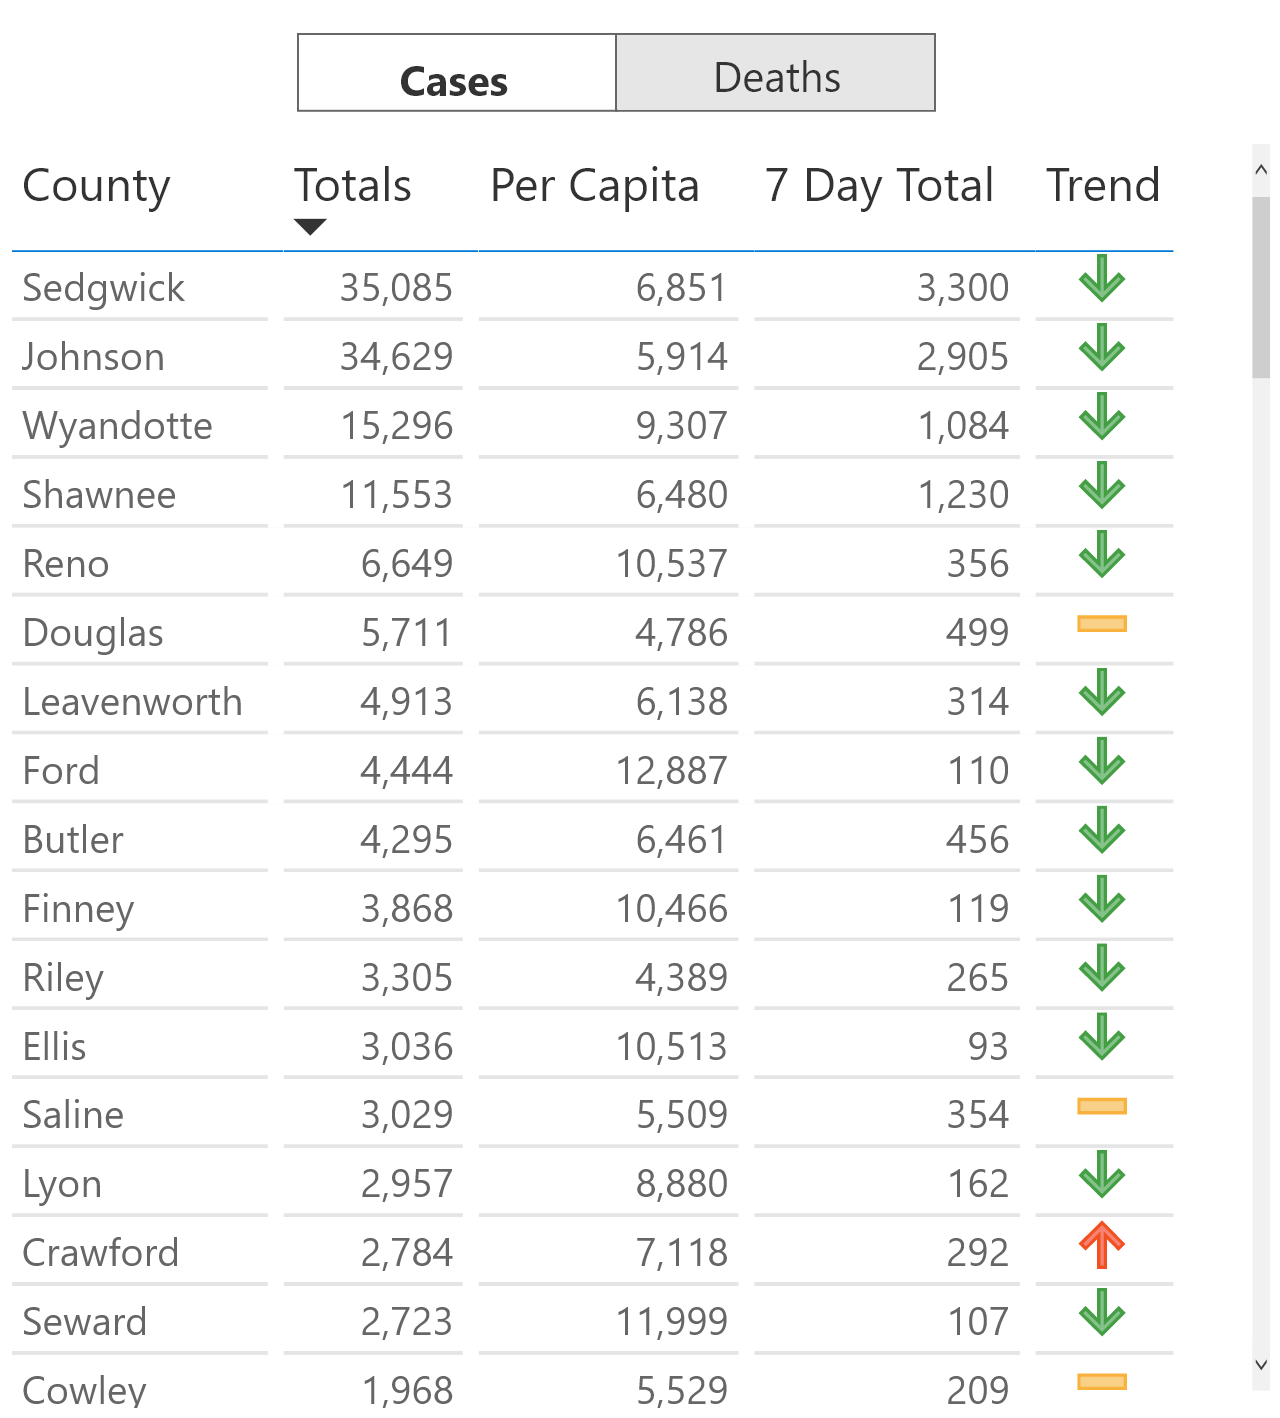 Cases Deaths
County Totals Per Capita 7 Day Total Trend
Sedgwick 35,085 6,851 3,300
Johnson 34,629 5,914 2,905
Wyandotte 15,296 9,307 1,084
Shawnee 11,553 6,480 1,230
Reno 6,649 10,537 356
Douglas 5,711 4,786 499
Leavenworth 4,913 6,138 314
Ford 4,444 12,887 110
Butler 4,295 6,461 456
Finney 3,868 10,466 119
Riley 3,305 4,389 265
Ellis 3,036 10,513 93
Saline 3,029 5,509 354
Lyon 2,957 8,880 162
Crawford 2,784 7,118 292
Seward 2,723 11,999 107
Cowley 1,968 5,529 209